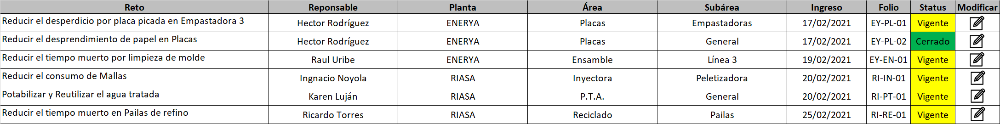 Reto Reponsable Planta Área Subárea Ingreso Folio Status Modificar
Reducir el desperdicio por placa picada en Empastadora 3 Hector Rodríguez ENERYA Placas Empastadoras 17/02/2021 EY-PL-01 Vigente
Reducir el desprendimiento de papel en Placas Hector Rodríguez ENERYA Placas General 17/02/2021 EY-PL-02 Cerrado
Reducir el tiempo muerto por limpieza de molde Raul Uribe ENERYA Ensamble Línea 3 19/02/2021 EY-EN-01 Vigente
Reducir el consumo de Mallas Ingnacio Noyola RIASA Inyectora Peletizadora 20/02/2021 RI-IN-01 Vigente
Potabilizar y Reutilizar el agua tratada Karen Luján RIASA P.T.A. General 20/02/2021 RI-PT-01 Vigente
Reducir el tiempo muerto en Pailas de refino Ricardo Torres RIASA Reciclado Pailas 25/02/2021 RI-RE-01 Vigente